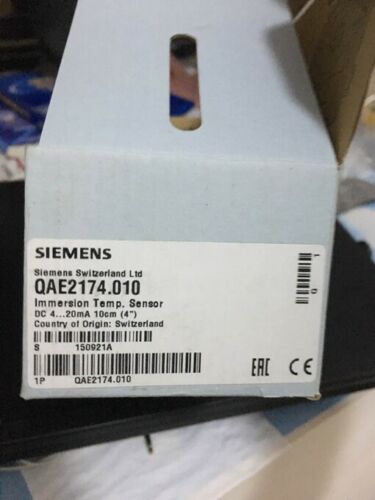 SIEMENS
Siemens Switzerland Ltd
QAE2174.010
Immersion Temp. Sensor
DC 4...20mA 10cm (4")
Country of Origin: Switzerland
S 150921A
1P QAE2174.010
EAC CE